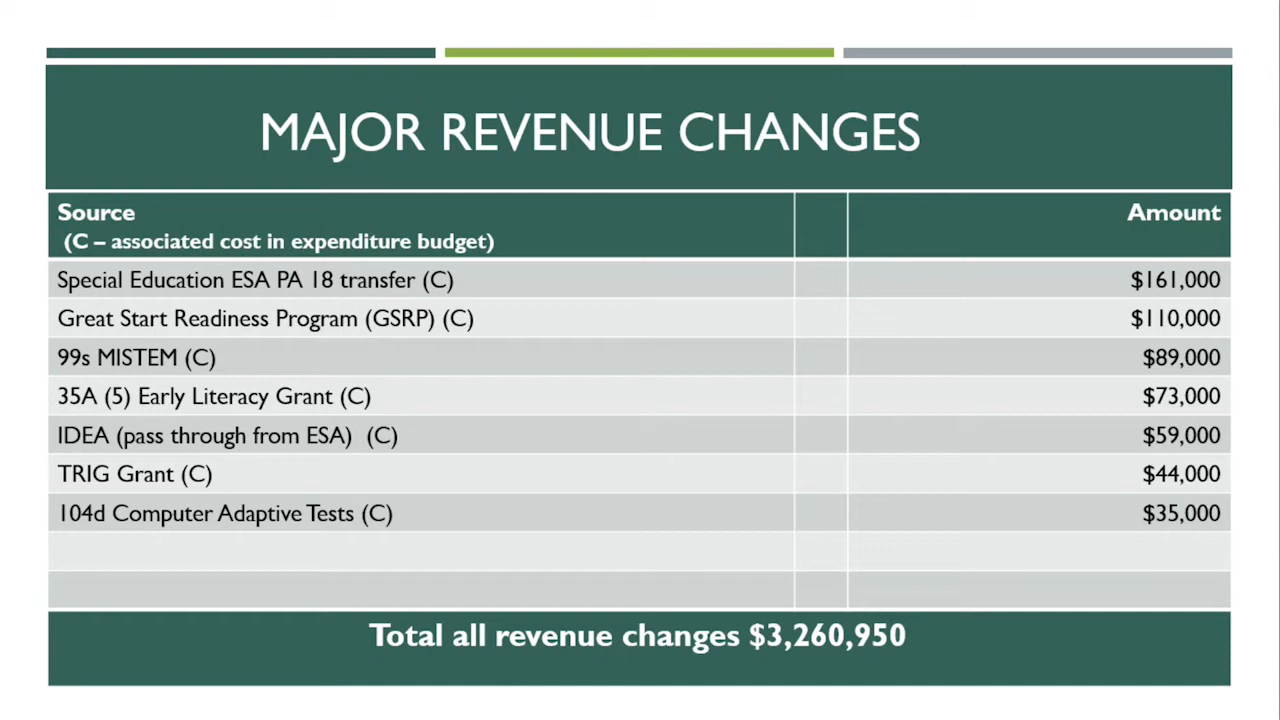 MAJOR REVENUE CHANGES
Source Amount
(C – associated cost in expenditure budget)
Special Education ESA PA 18 transfer (C) $161,000
Great Start Readiness Program (GSRP) (C) $110,000
99s MISTEM (C) $89,000
35A (5) Early Literacy Grant (C) $73,000
IDEA (pass through from ESA) (C) $59,000
TRIG Grant (C) $44,000
104d Computer Adaptive Tests (C) $35,000
Total all revenue changes $3,260,950